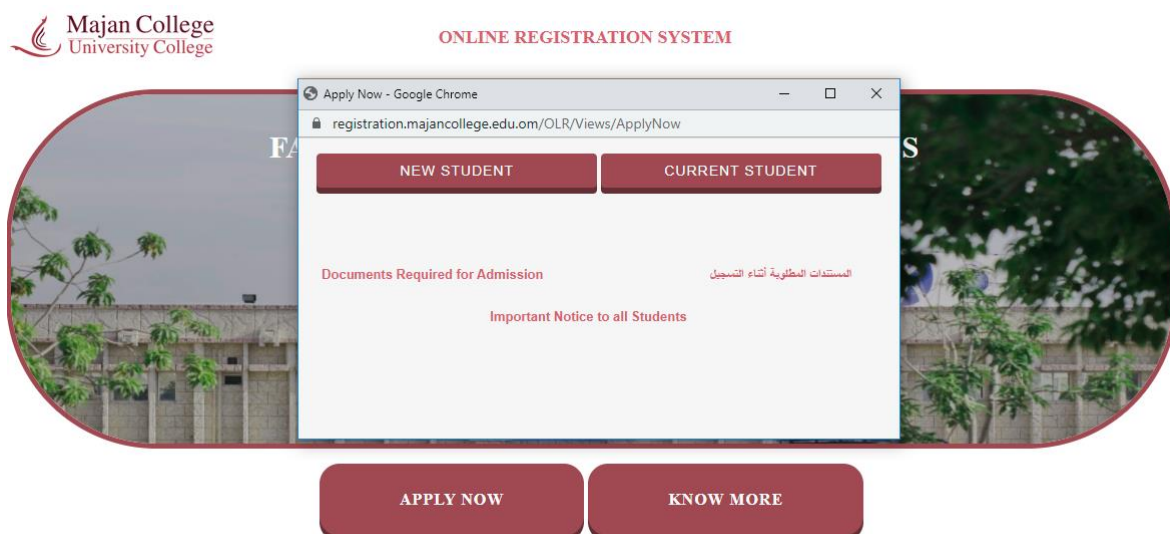 Majan College
University College
ONLINE REGISTRATION SYSTEM
Apply Now - Google Chrome
registration.majancollege.edu.om/OLR/Views/ApplyNow
FA
S
NEW STUDENT
CURRENT STUDENT
Documents Required for Admission
المستندات المطلوبة أثناء التسجيل
Important Notice to all Students
APPLY NOW
KNOW MORE